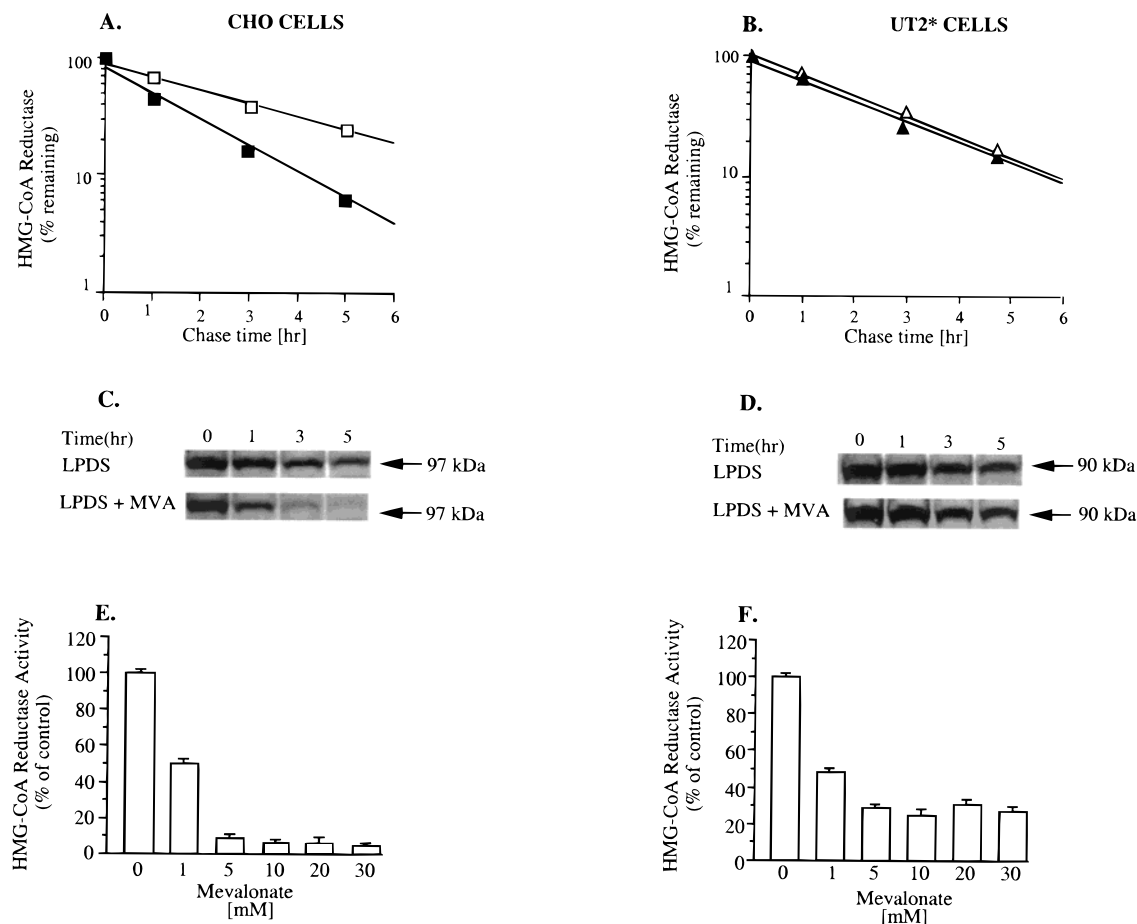 A.
CHO CELLS
HMG-CoA Reductase
(% remaining)
100
10
1
0 1 2 3 4 5 6
Chase time [hr]
B.
UT2* CELLS
HMG-CoA Reductase
(% remaining)
100
10
1
0 1 2 3 4 5 6
Chase time [hr]
C.
Time(hr) 0 1 3 5
LPDS 97 kDa
LPDS + MVA 97 kDa
D.
Time(hr) 0 1 3 5
LPDS 90 kDa
LPDS + MVA 90 kDa
E.
HMG-CoA Reductase Activity
(% of control)
120
100
80
60
40
20
0
0 1 5 10 20 30
Mevalonate
[mM]
F.
HMG-CoA Reductase Activity
(% of control)
120
100
80
60
40
20
0
0 1 5 10 20 30
Mevalonate
[mM]